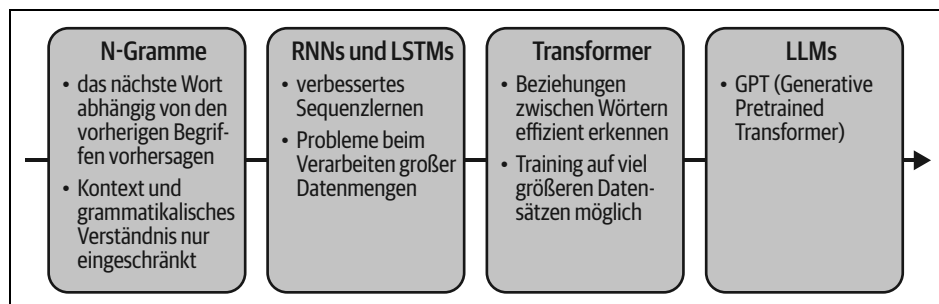 N-Gramme
• das nächste Wort
abhängig von den
vorherigen Begrif-
fen vorhersagen
• Kontext und
grammatikalisches
Verständnis nur
eingeschränkt
RNNs und LSTMs
• verbessertes
Sequenzlernen
• Probleme beim
Verarbeiten großer
Datenmengen
Transformer
• Beziehungen
zwischen Wörtern
effizient erkennen
• Training auf viel
größeren Daten-
sätzen möglich
LLMs
• GPT (Generative
Pretrained
Transformer)